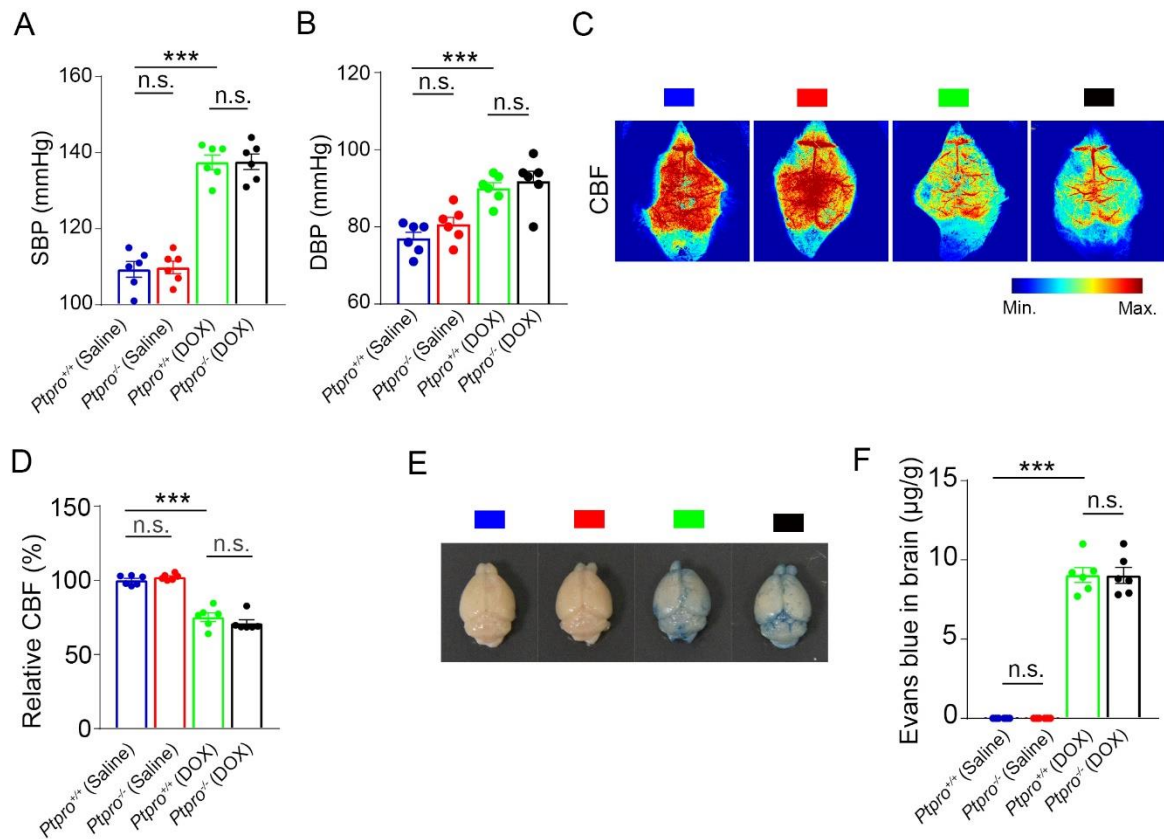 A
SBP (mmHg)
160
140
120
100
***
n.s.
n.s.
Ptpro+/+ (Saline)
Ptpro-/- (Saline)
Ptpro+/+ (DOX)
Ptpro-/- (DOX)
B
DBP (mmHg)
120
100
80
60
***
n.s.
n.s.
Ptpro+/+ (Saline)
Ptpro-/- (Saline)
Ptpro+/+ (DOX)
Ptpro-/- (DOX)
C
CBF
Min.
Max.
D
Relative CBF (%)
150
100
50
0
***
n.s.
n.s.
Ptpro+/+ (Saline)
Ptpro-/- (Saline)
Ptpro+/+ (DOX)
Ptpro-/- (DOX)
E
F
Evans blue in brain (µg/g)
15
10
5
0
***
n.s.
n.s.
Ptpro+/+ (Saline)
Ptpro-/- (Saline)
Ptpro+/+ (DOX)
Ptpro-/- (DOX)